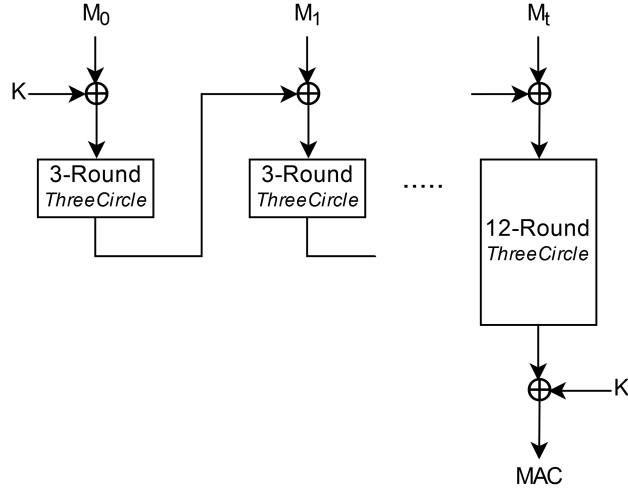 M0 M1 Mt
K
3-Round 3-Round
ThreeCircle ThreeCircle
.....
12-Round
ThreeCircle
K
MAC